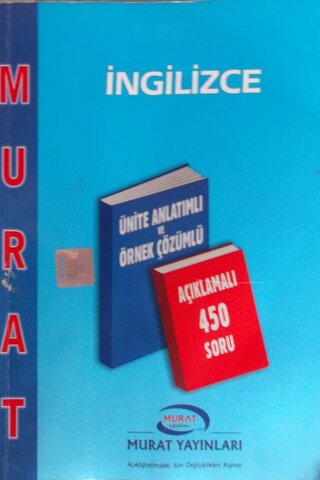 MURAT
İNGİLİZCE
ÜNİTE ANLATIMLI
VE
ÖRNEK ÇÖZÜMLÜ
AÇIKLAMALI
450
SORU
MURAT
MURAT YAYINLARI
Açıköğretimdeki Son Değişiklikleri Kapsar